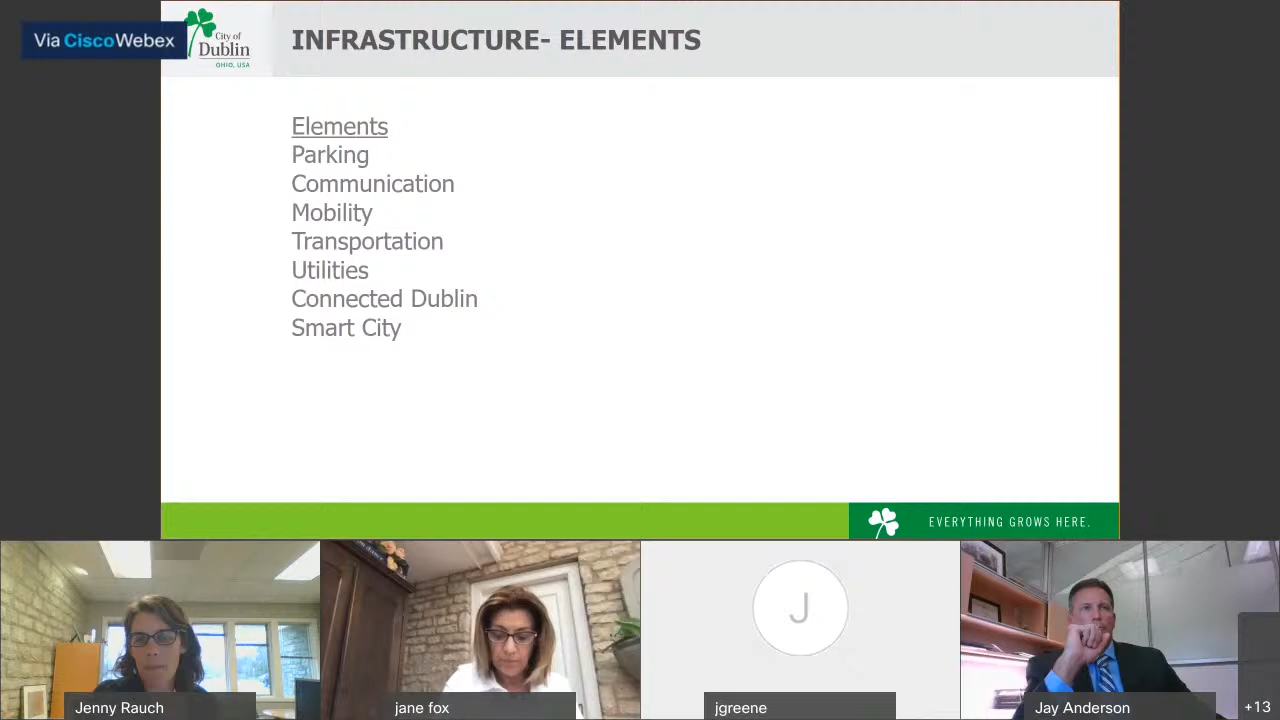 Via CiscoWebex
City of
Dublin
OHIO, USA
INFRASTRUCTURE- ELEMENTS
Elements
Parking
Communication
Mobility
Transportation
Utilities
Connected Dublin
Smart City
EVERYTHING GROWS HERE.
J
Jenny Rauch
jane fox
jgreene
Jay Anderson
+13